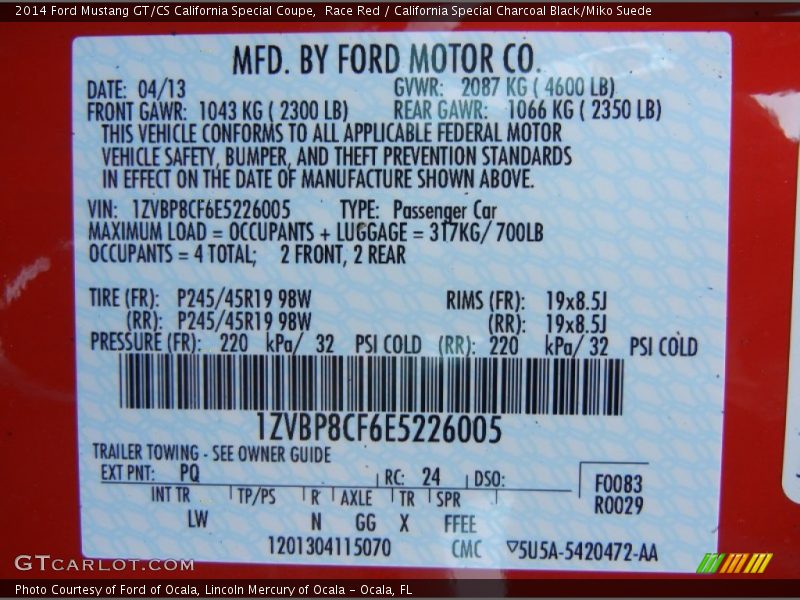 2014 Ford Mustang GT/CS California Special Coupe,  Race Red / California Special Charcoal Black/Miko Suede
MFD. BY FORD MOTOR CO.
DATE: 04/13 GVWR: 2087 KG ( 4600 LB)
FRONT GAWR: 1043 KG ( 2300 LB) REAR GAWR: 1066 KG ( 2350 LB)
THIS VEHICLE CONFORMS TO ALL APPLICABLE FEDERAL MOTOR
VEHICLE SAFETY, BUMPER, AND THEFT PREVENTION STANDARDS
IN EFFECT ON THE DATE OF MANUFACTURE SHOWN ABOVE.
VIN: 1ZVBP8CF6E5226005 TYPE: Passenger Car
MAXIMUM LOAD = OCCUPANTS + LUGGAGE = 317KG/ 700LB
OCCUPANTS = 4 TOTAL; 2 FRONT, 2 REAR
TIRE (FR): P245/45R19 98W RIMS (FR): 19x8.5J
(RR): P245/45R19 98W (RR): 19x8.5J
PRESSURE (FR): 220 kPa/ 32 PSI COLD (RR): 220 kPa/ 32 PSI COLD
1ZVBP8CF6E5226005
TRAILER TOWING - SEE OWNER GUIDE
EXT PNT: PQ RC: 24 DSO:
F0083
R0029
INT TR TP/PS R AXLE TR SPR
LW N GG X FFEE
1201304115070 CMC ▽5U5A-5420472-AA
GTCARLOT.COM
Photo Courtesy of Ford of Ocala, Lincoln Mercury of Ocala – Ocala, FL